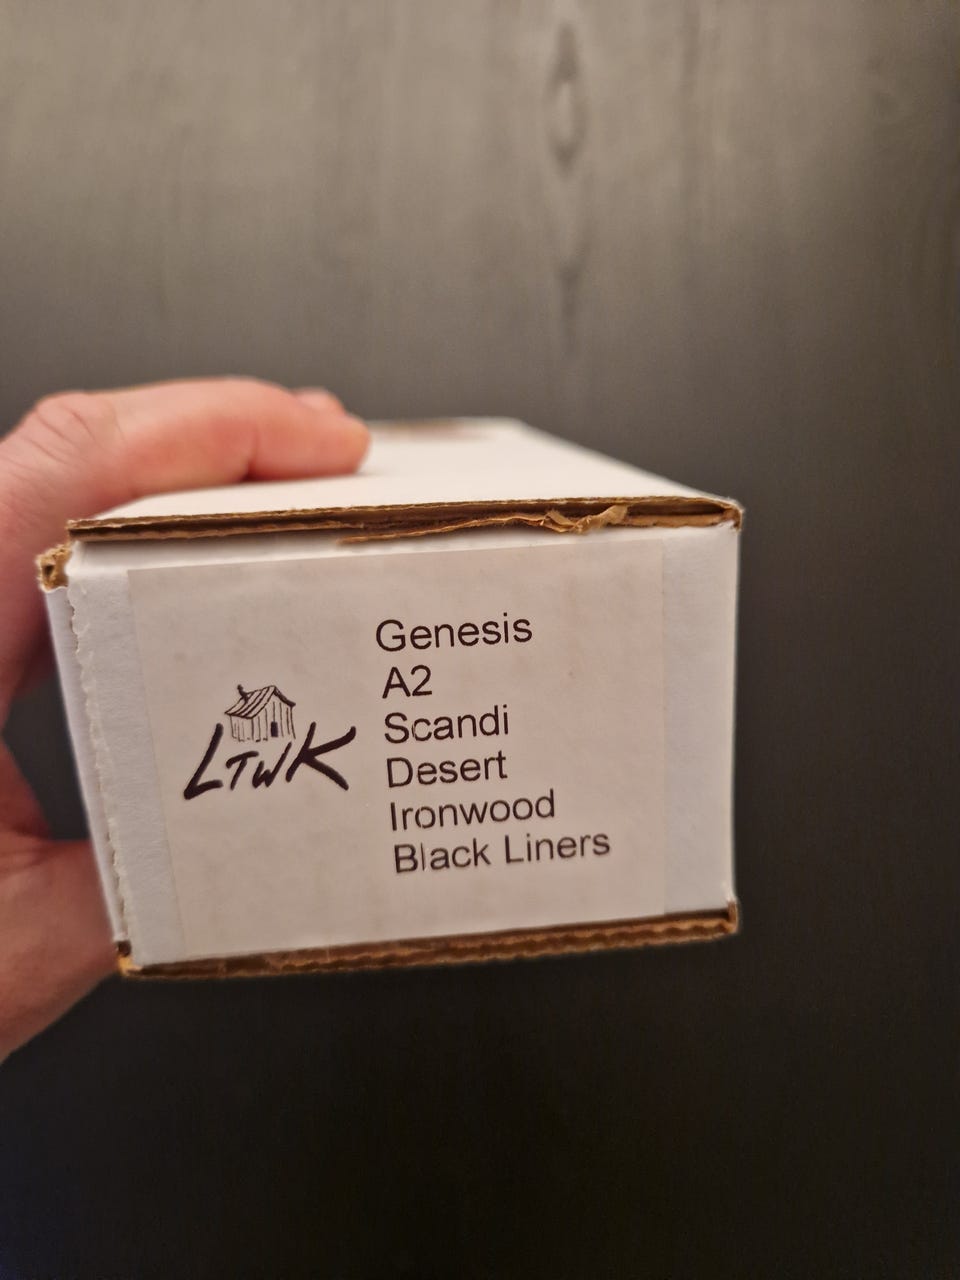 LTWK
Genesis
A2
Scandi
Desert
Ironwood
Black Liners